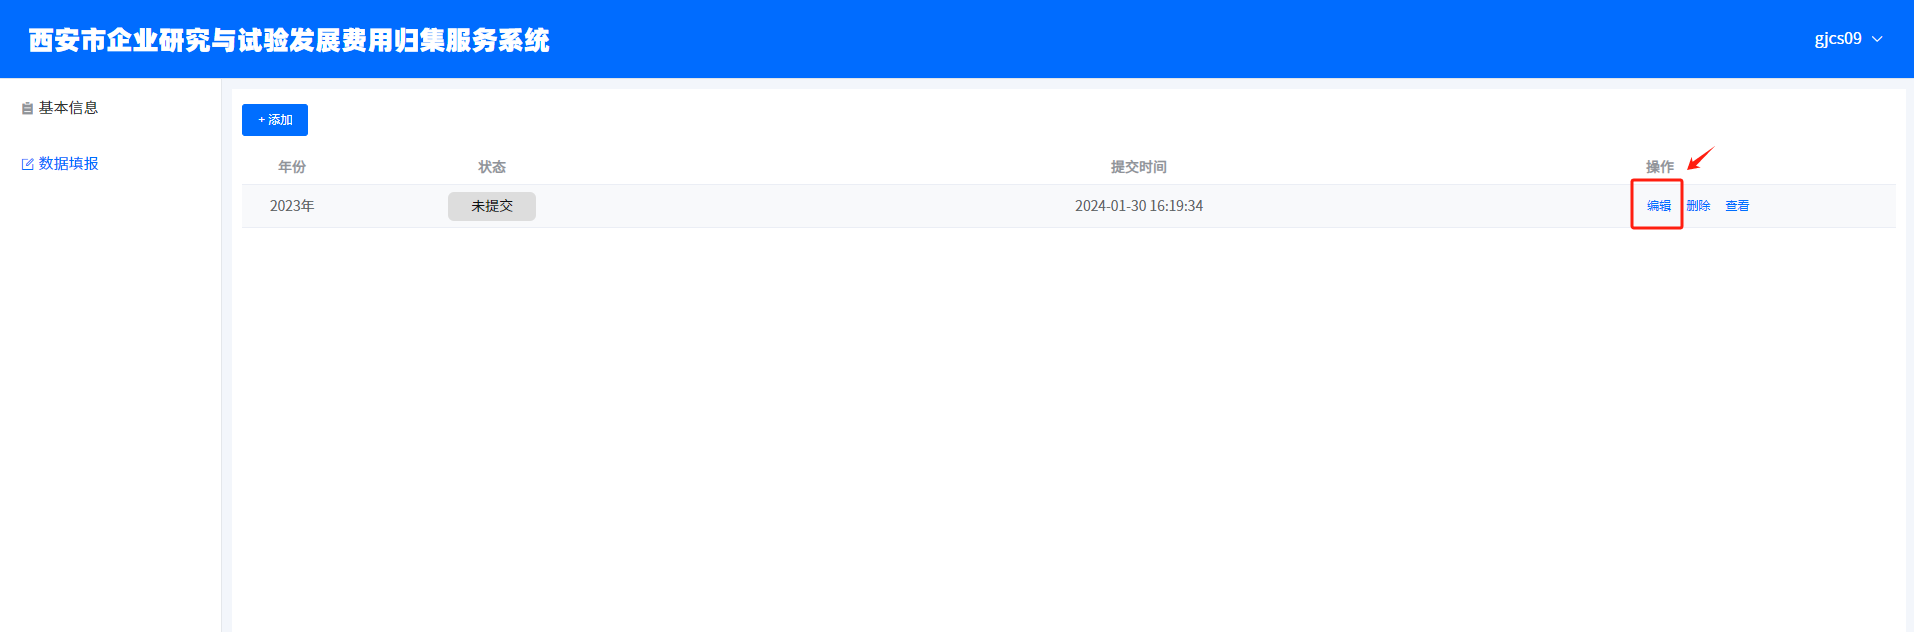 西安市企业研究与试验发展费用归集服务系统
gjcs09
基本信息
数据填报
+ 添加
年份 状态 提交时间 操作
2023年 未提交 2024-01-30 16:19:34 编辑 删除 查看